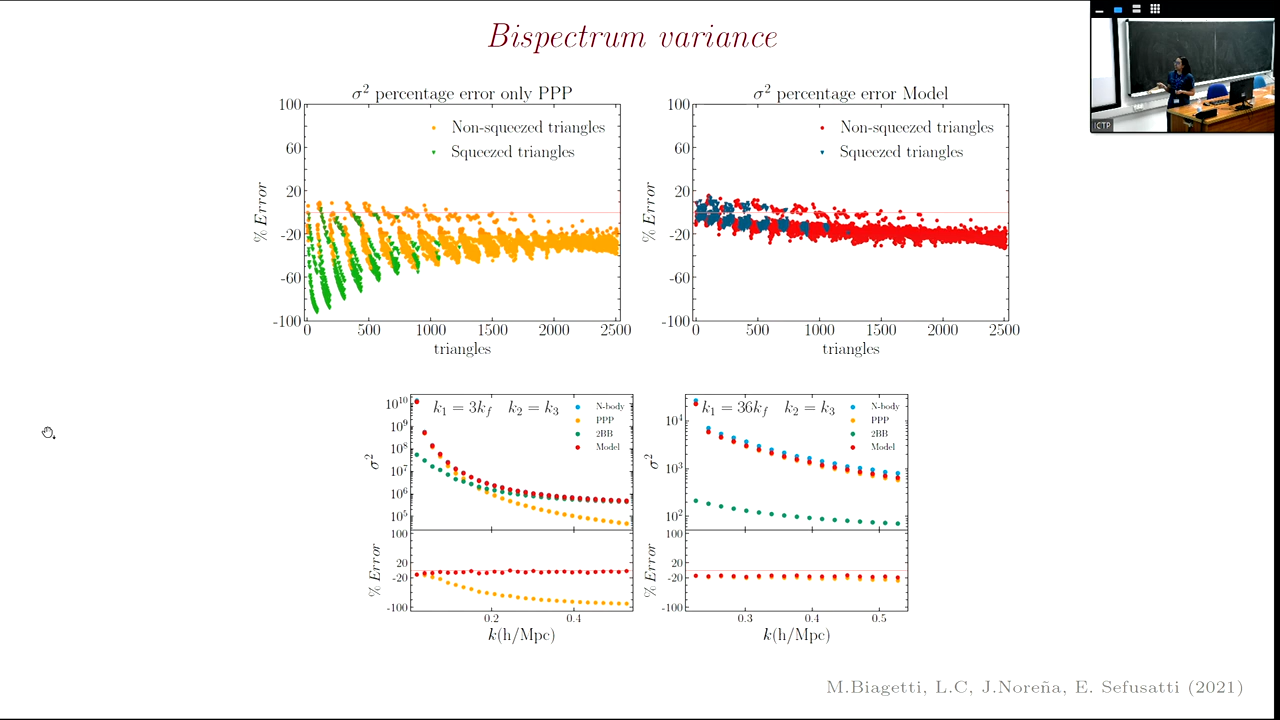 Bispectrum variance
σ² percentage error only PPP
100
60
20
-20
-60
-100
% Error
Non-squeezed triangles
Squeezed triangles
0 500 1000 1500 2000 2500
triangles
σ² percentage error Model
100
60
20
-20
-60
-100
% Error
Non-squeezed triangles
Squeezed triangles
0 500 1000 1500 2000 2500
triangles
ICTP
k₁ = 3k_f k₂ = k₃
N-body
PPP
2BB
Model
10¹⁰
10⁹
10⁸
10⁷
10⁶
10⁵
σ²
100
20
-20
-100
% Error
0.2 0.4
k(h/Mpc)
k₁ = 36k_f k₂ = k₃
N-body
PPP
2BB
Model
10⁴
10³
10²
σ²
100
20
-20
-100
% Error
0.3 0.4 0.5
k(h/Mpc)
M.Biagetti, L.C, J.Noreña, E. Sefusatti (2021)